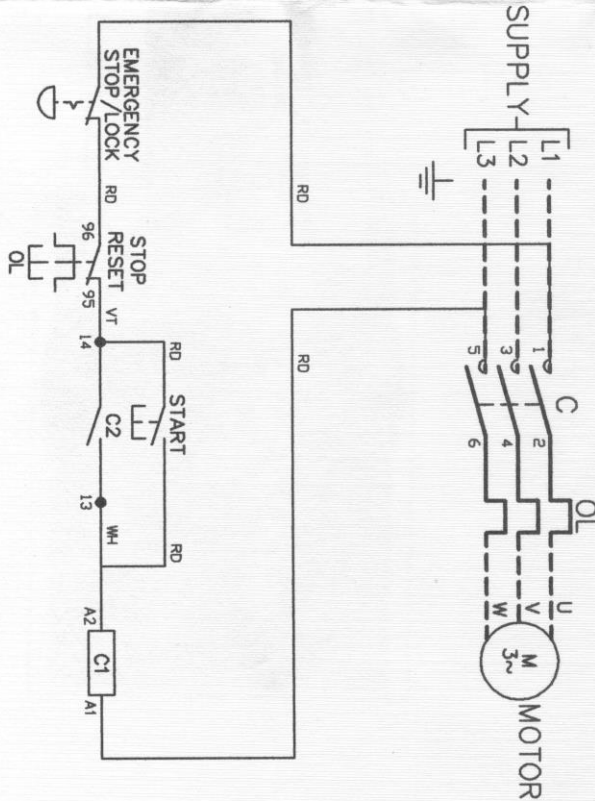 SUPPLY
L1
L2
L3
1
3
5
C
2
4
6
OL
U
V
W
M
3~
MOTOR
RD
RD
EMERGENCY
STOP/LOCK
RD
96
STOP
RESET
OL
95
VT
14
RD
START
C2
13
WH
RD
A2
C1
A1